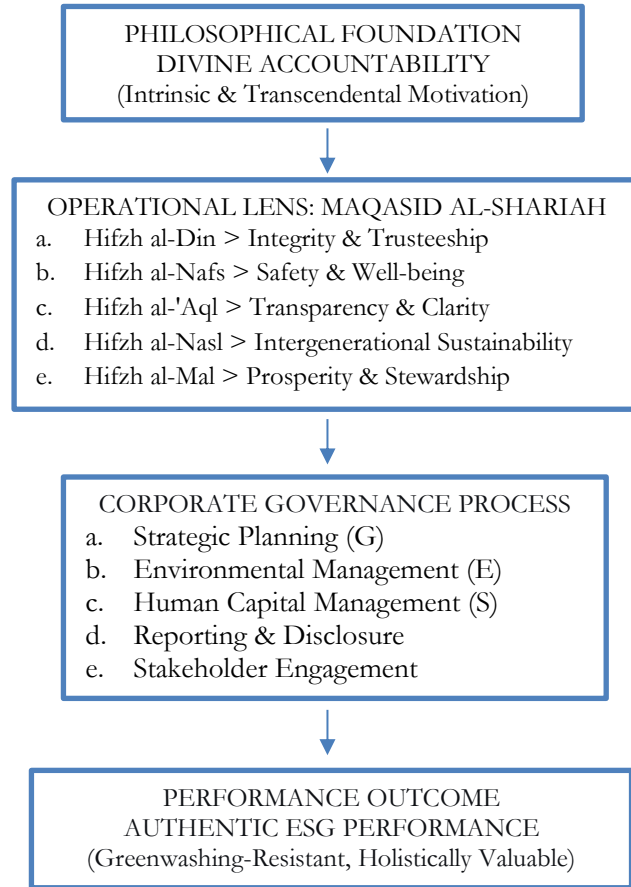 PHILOSOPHICAL FOUNDATION
DIVINE ACCOUNTABILITY
(Intrinsic & Transcendental Motivation)
OPERATIONAL LENS: MAQASID AL-SHARIAH
a. Hifzh al-Din > Integrity & Trusteeship
b. Hifzh al-Nafs > Safety & Well-being
c. Hifzh al-'Aql > Transparency & Clarity
d. Hifzh al-Nasl > Intergenerational Sustainability
e. Hifzh al-Mal > Prosperity & Stewardship
CORPORATE GOVERNANCE PROCESS
a. Strategic Planning (G)
b. Environmental Management (E)
c. Human Capital Management (S)
d. Reporting & Disclosure
e. Stakeholder Engagement
PERFORMANCE OUTCOME
AUTHENTIC ESG PERFORMANCE
(Greenwashing-Resistant, Holistically Valuable)